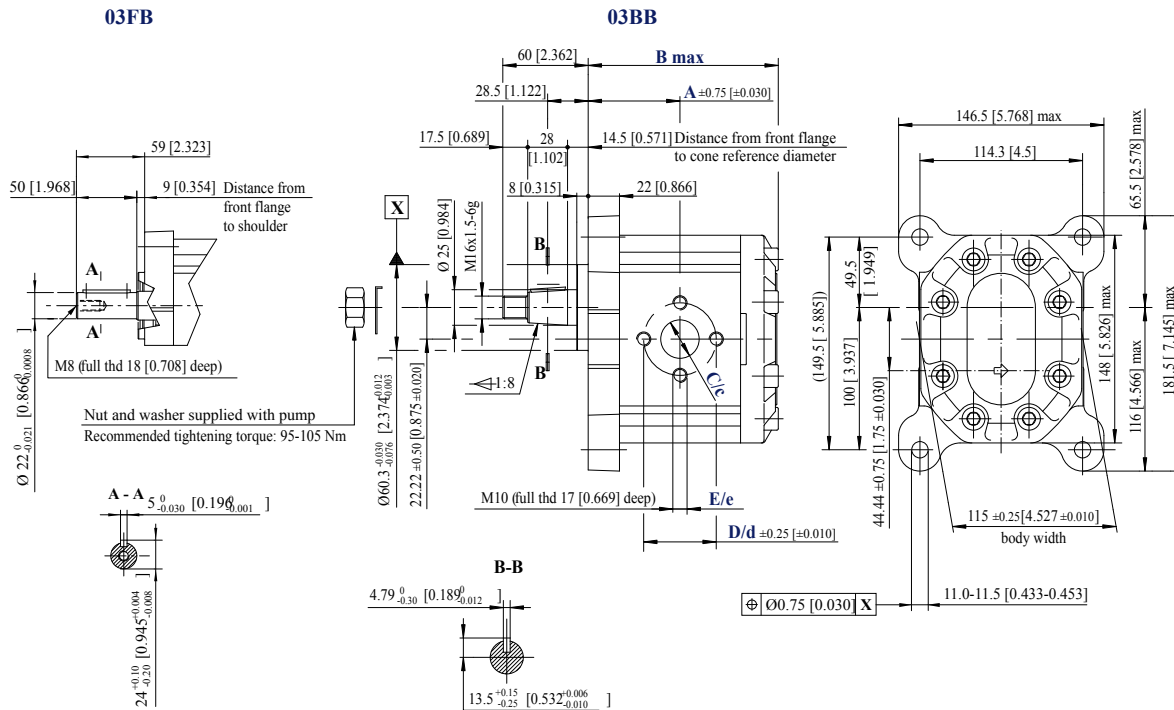 03FB
03BB
60 [2.362]
B max
28.5 [1.122]
A ±0.75 [±0.030]
17.5 [0.689]
28
[1.102]
14.5 [0.571] Distance from front flange
to cone reference diameter
8 [0.315]
22 [0.866]
146.5 [5.768] max
114.3 [4.5]
65.5 [2.578] max
59 [2.323]
50 [1.968]
9 [0.354] Distance from
front flange
to shoulder
X
Ø 25 [0.984]
M16x1.5-6g
B
B
A
A
M8 (full thd 18 [0.708] deep)
Ø 22 0 -0.021 [0.866 0 -0.0008 ]
1:8
C/c
Nut and washer supplied with pump
Recommended tightening torque: 95-105 Nm
Ø60.3 -0.030 -0.076 [2.374 -0.012 -0.003 ]
22.22 ±0.50 [0.875 ±0.020]
(149.5 [ 5.885])
49.5
[ 1.949]
100 [ 3.937]
44.44 ±0.75 [1.75 ±0.030]
148 [ 5.826] max
116 [4.566] max
181.5 [ 7.145] max
M10 (full thd 17 [0.669] deep)
E/e
D/d ±0.25 [±0.010]
115 ±0.25 [4.527 ±0.010]
body width
Ø0.75 [0.030] X
11.0-11.5 [0.433-0.453]
A - A
5 0 -0.030 [0.196 0 -0.001 ]
24 +0.10 -0.20 [0.945 +0.004 -0.008 ]
B-B
4.79 0 -0.30 [0.189 0 -0.012 ]
13.5 +0.15 -0.25 [0.532 +0.006 -0.010 ]